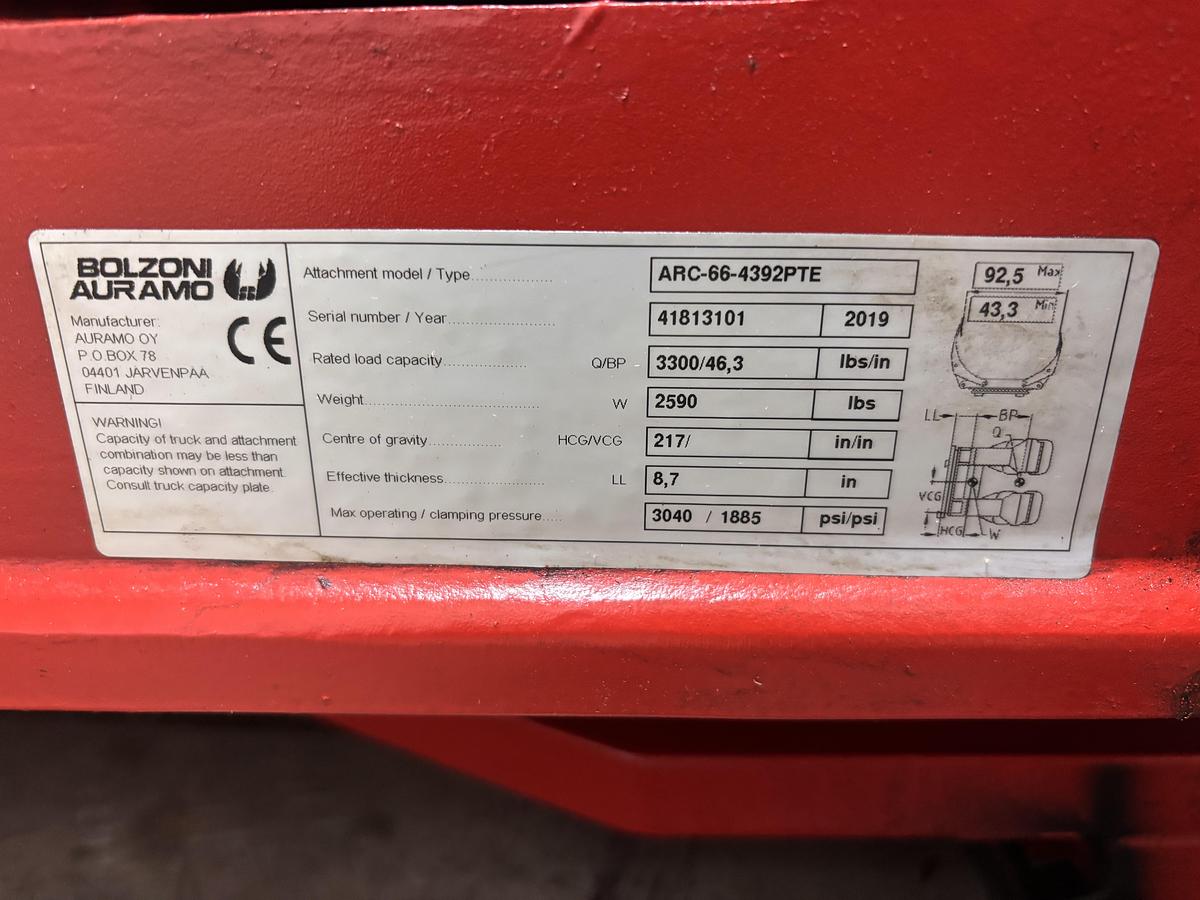 BOLZONI
AURAMO
CE
Manufacturer:
AURAMO OY
P.O.BOX 78
04401 JÄRVENPÄÄ
FINLAND
WARNING!
Capacity of truck and attachment
combination may be less than
capacity shown on attachment.
Consult truck capacity plate.
Attachment model / Type.................... ARC-66-4392PTE
Serial number / Year.......................... 41813101 2019
Rated load capacity.................... Q/BP 3300/46,3 lbs/in
Weight.......................................... W 2590 lbs
Centre of gravity.................. HCG/VCG 217/ in/in
Effective thickness......................... LL 8,7 in
Max operating / clamping pressure..... 3040 / 1885 psi/psi
92,5 Max
43,3 Min
LL BP
Q
VCG
HCG W